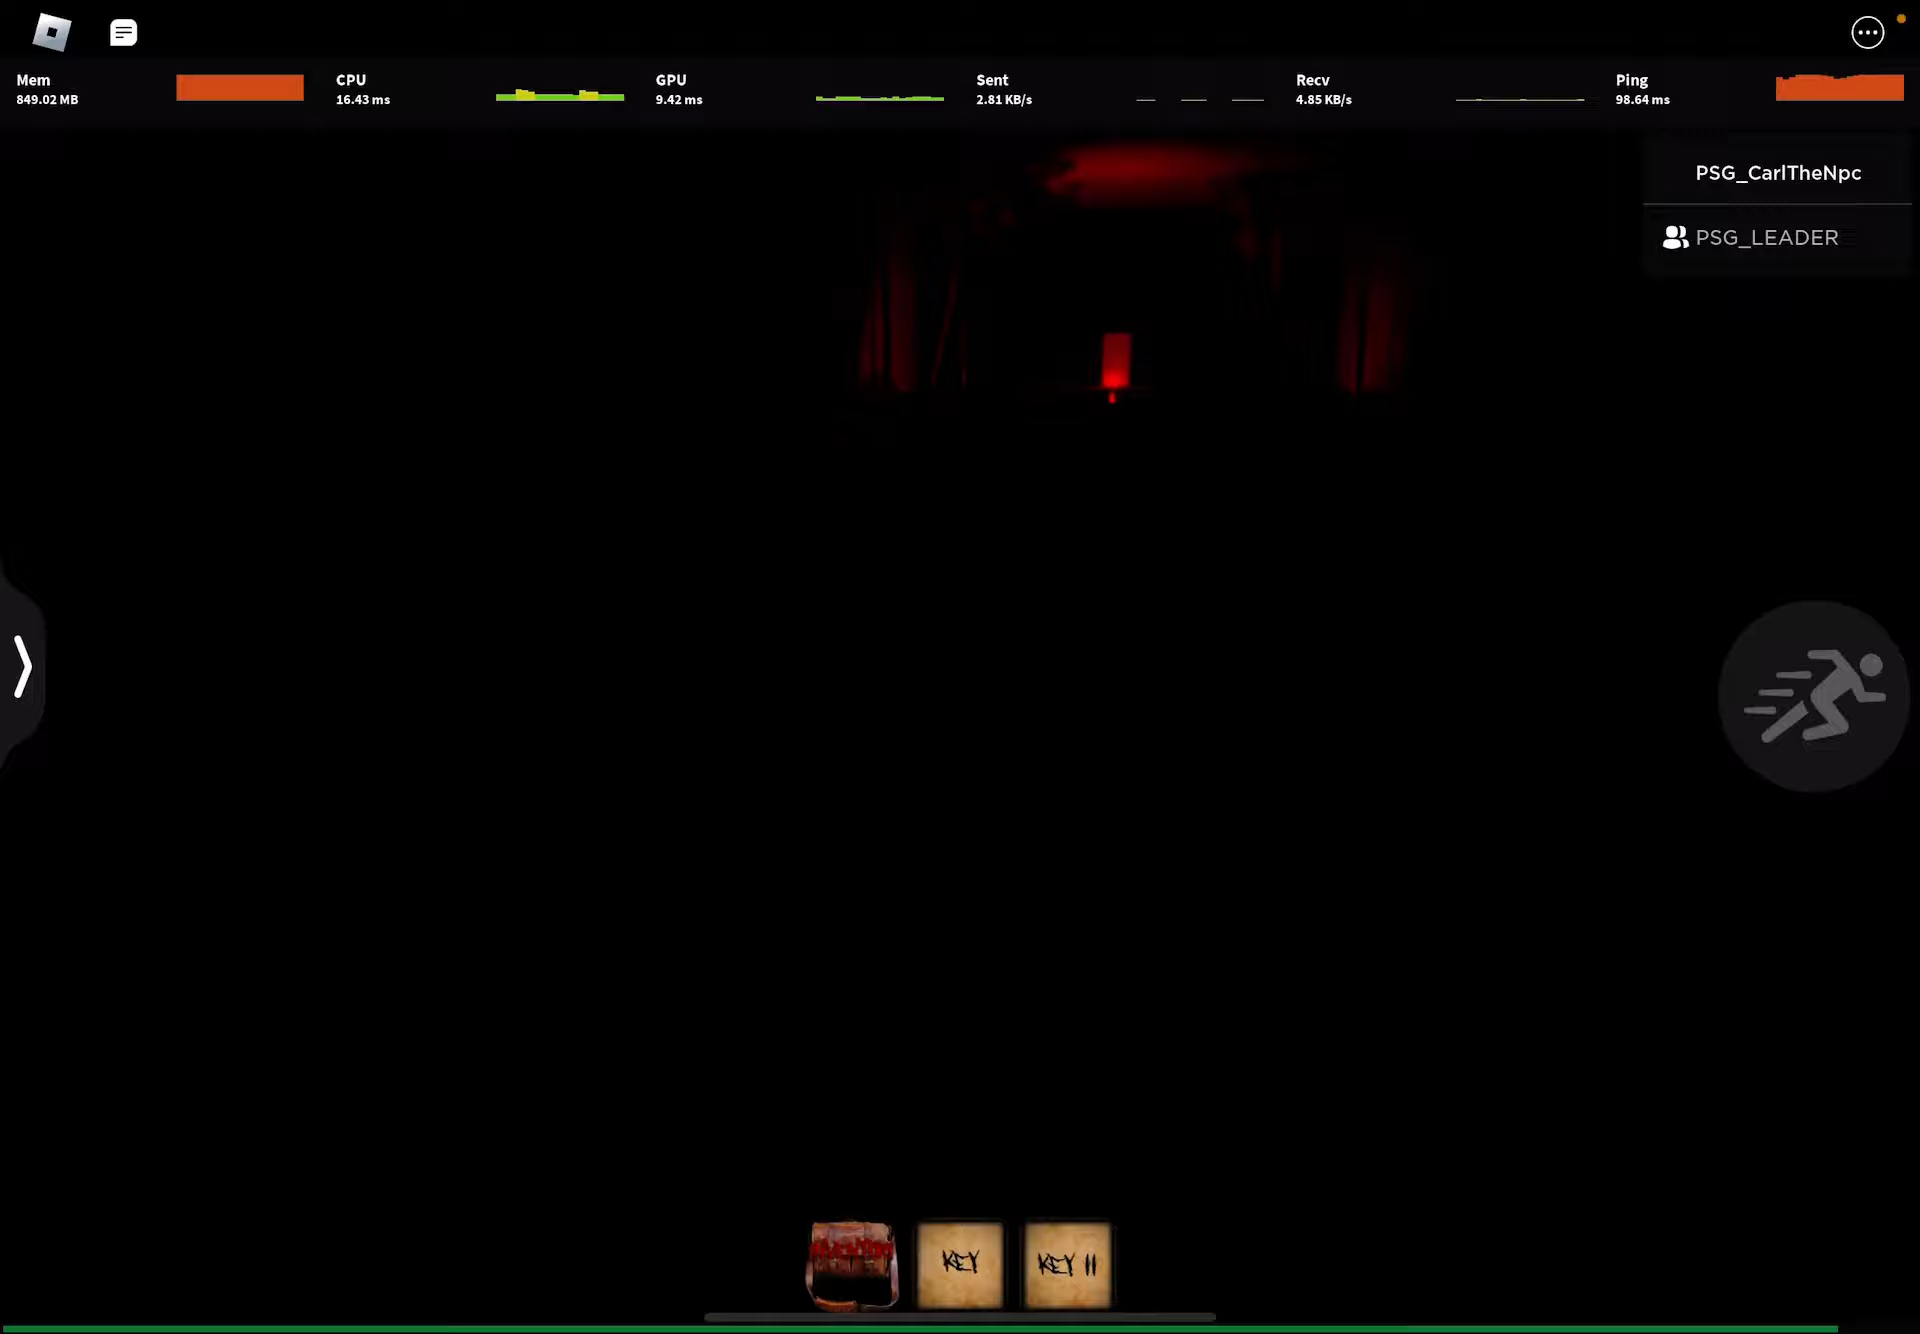 Mem
849.02 MB
CPU
16.43 ms
GPU
9.42 ms
Sent
2.81 KB/s
Recv
4.85 KB/s
Ping
98.64 ms
PSG_CarlTheNpc
PSG_LEADER
KEY
KEY II